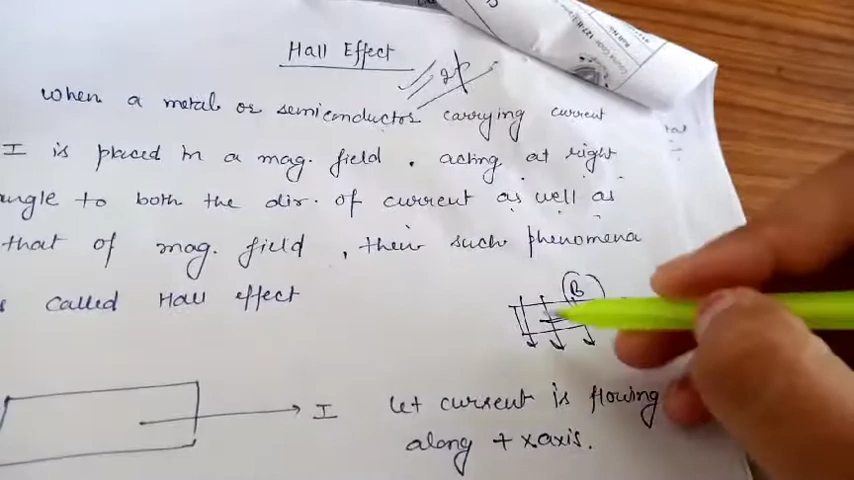 Hall Effect
When a metal or semiconductor carrying current
I is placed in a mag. field . acting at right
angle to both the dir. of current as well as
that of mag. field , then such phenomena
is called Hall effect
B
I
Let current is flowing
along + x axis.